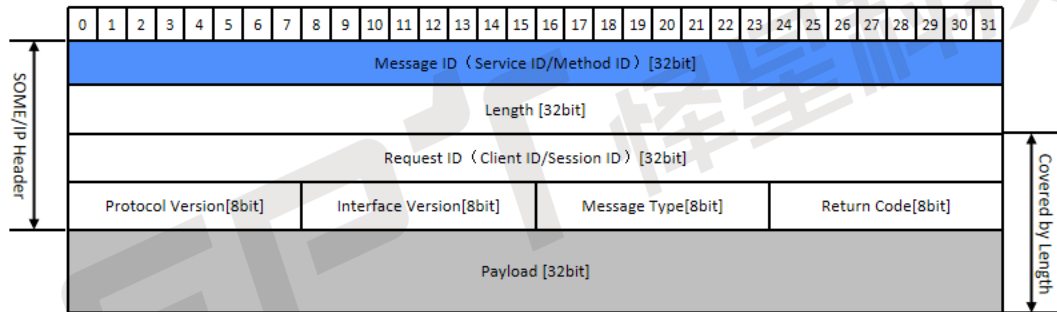 0 1 2 3 4 5 6 7 8 9 10 11 12 13 14 15 16 17 18 19 20 21 22 23 24 25 26 27 28 29 30 31
SOME/IP Header
Message ID（Service ID/Method ID）[32bit]
Length [32bit]
Request ID（Client ID/Session ID）[32bit]
Protocol Version[8bit] Interface Version[8bit] Message Type[8bit] Return Code[8bit]
Covered by Length
Payload [32bit]
怪星科